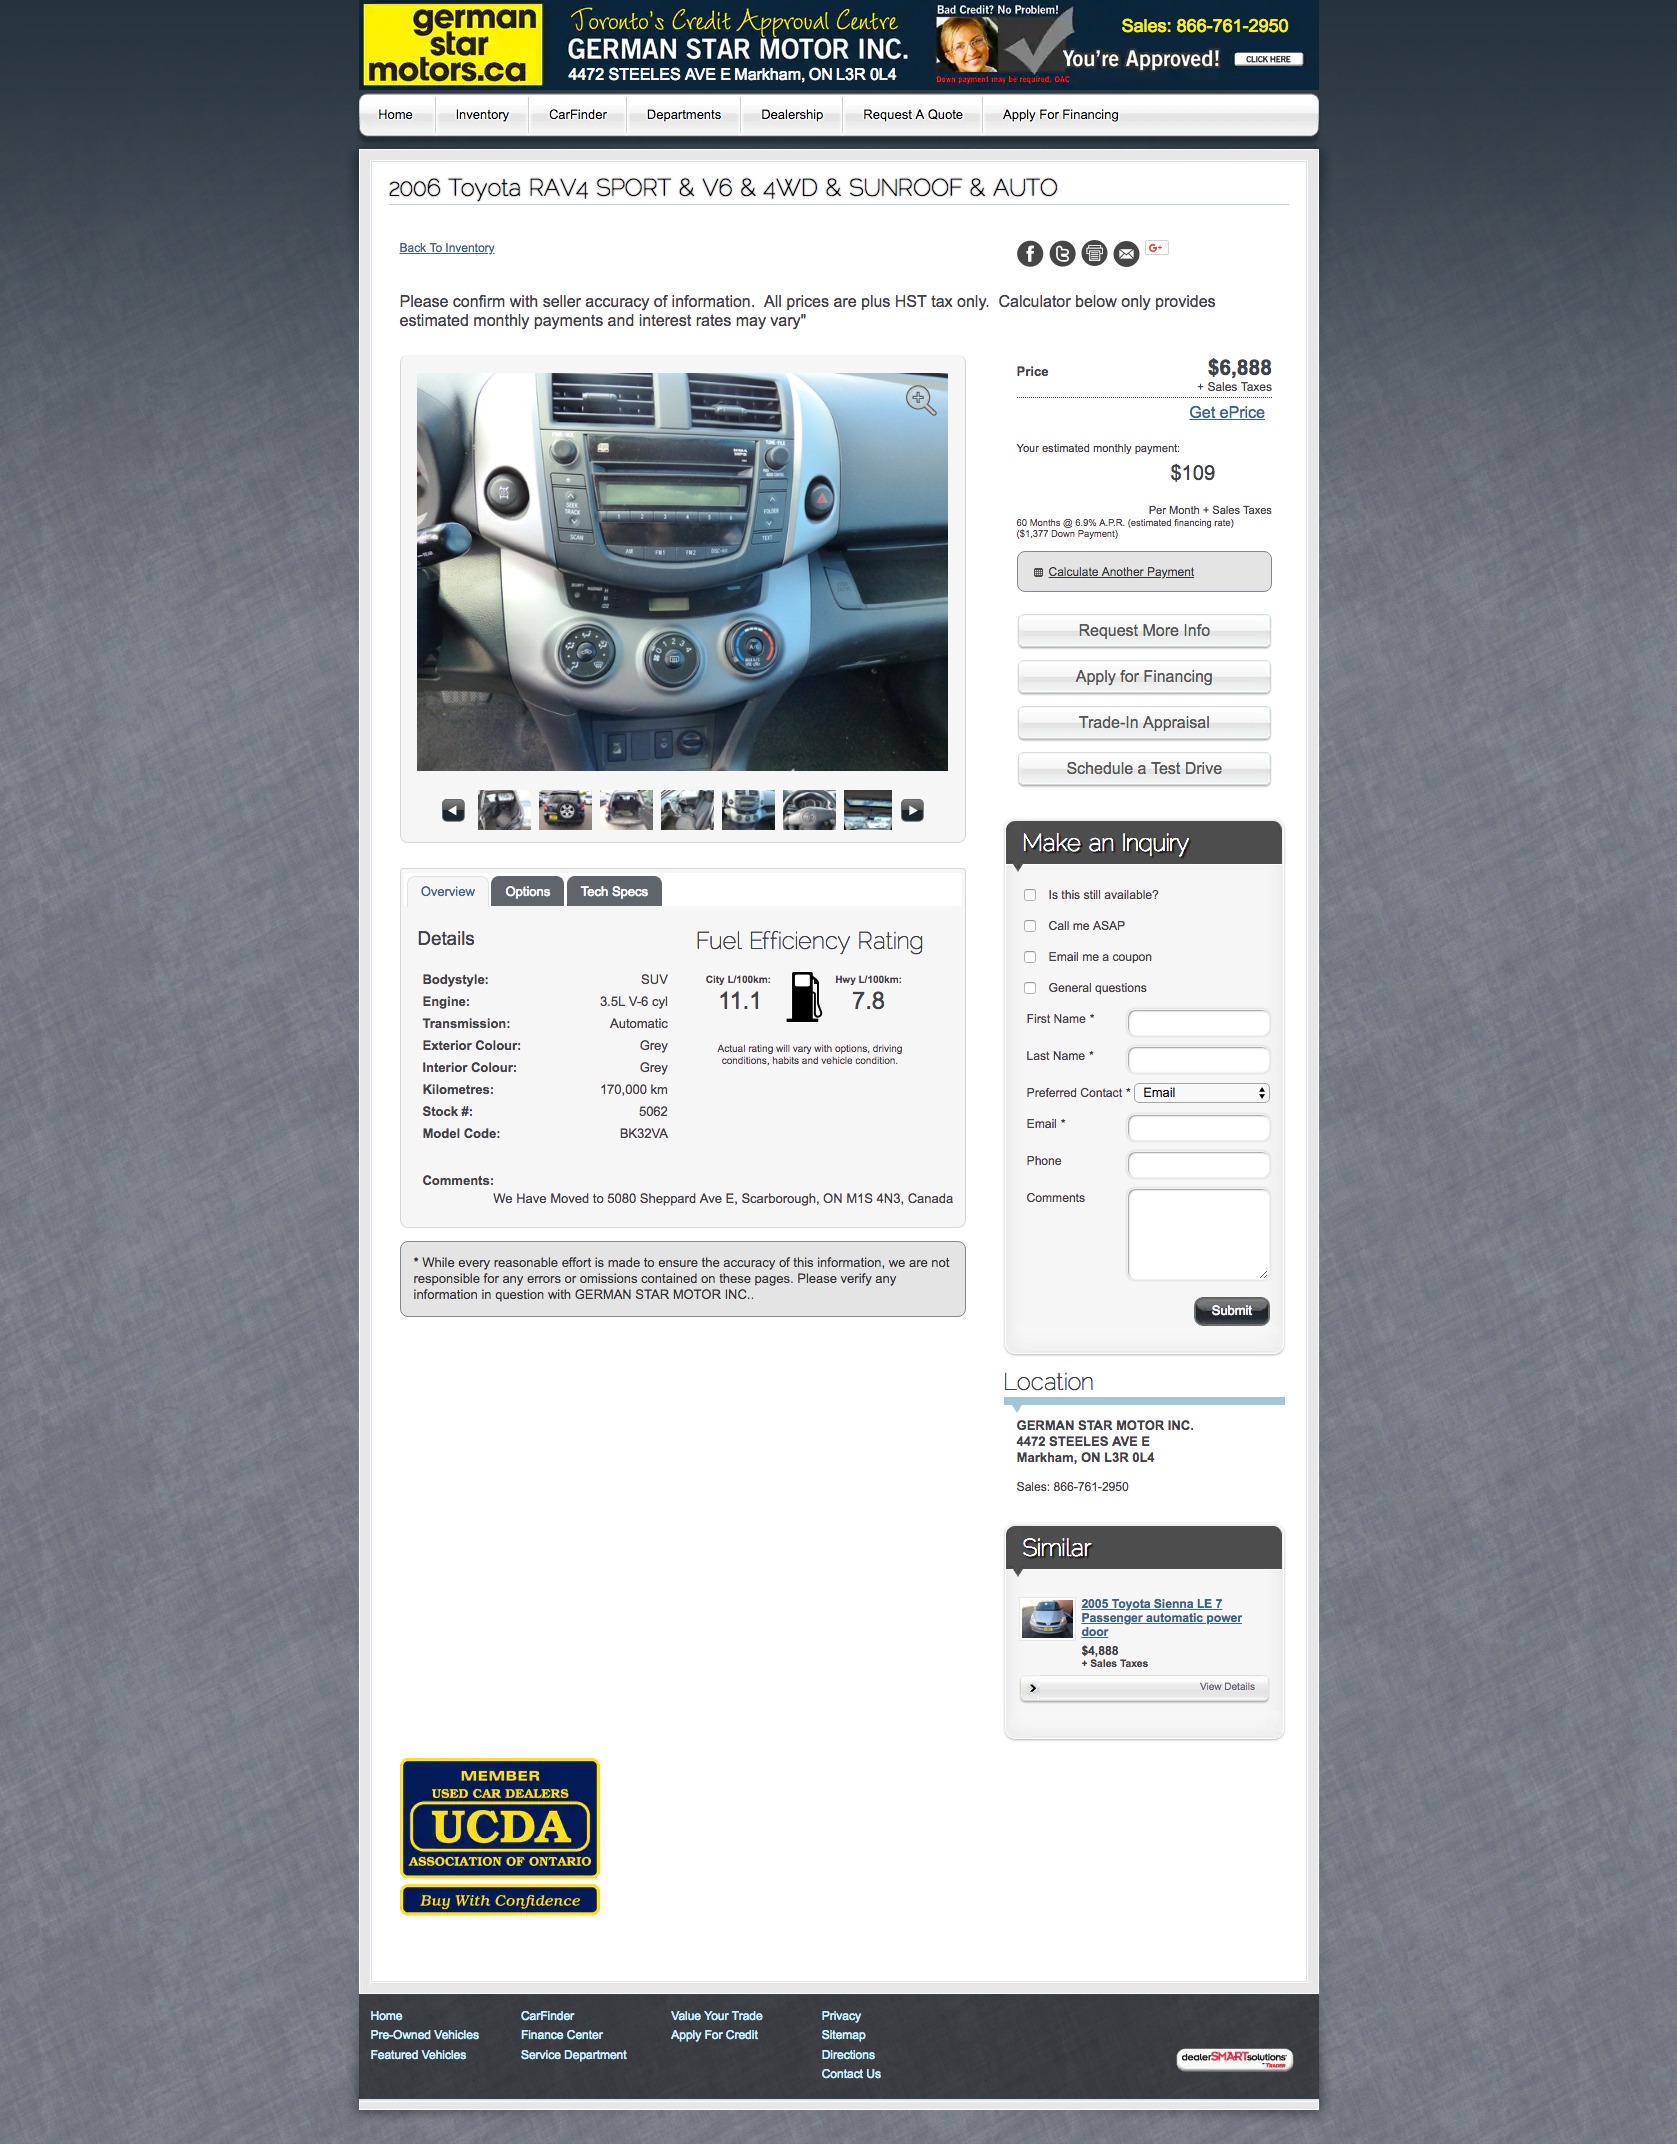 german
star
motors.ca
Toronto's Credit Approval Centre
GERMAN STAR MOTOR INC.
4472 STEELES AVE E Markham, ON L3R 0L4
Bad Credit? No Problem!
Sales: 866-761-2950
You're Approved!
CLICK HERE
Down payment may be required, OAC
Home
Inventory
CarFinder
Departments
Dealership
Request A Quote
Apply For Financing
2006 Toyota RAV4 SPORT & V6 & 4WD & SUNROOF & AUTO
Back To Inventory
G+
Please confirm with seller accuracy of information.  All prices are plus HST tax only.  Calculator below only provides
estimated monthly payments and interest rates may vary"
SEEK
TRACK
SCAN
1 2 3 4 5 6
AM
FM1
FM2
FOLDER
TEXT
Price
$6,888
+ Sales Taxes
Get ePrice
Your estimated monthly payment:
$109
Per Month + Sales Taxes
60 Months @ 6.9% A.P.R. (estimated financing rate)
($1,377 Down Payment)
Calculate Another Payment
Request More Info
Apply for Financing
Trade-In Appraisal
Schedule a Test Drive
Overview
Options
Tech Specs
Details
Bodystyle: SUV
Engine: 3.5L V-6 cyl
Transmission: Automatic
Exterior Colour: Grey
Interior Colour: Grey
Kilometres: 170,000 km
Stock #: 5062
Model Code: BK32VA
Fuel Efficiency Rating
City L/100km:
11.1
Hwy L/100km:
7.8
Actual rating will vary with options, driving
conditions, habits and vehicle condition.
Comments:
We Have Moved to 5080 Sheppard Ave E, Scarborough, ON M1S 4N3, Canada
* While every reasonable effort is made to ensure the accuracy of this information, we are not
responsible for any errors or omissions contained on these pages. Please verify any
information in question with GERMAN STAR MOTOR INC..
Make an Inquiry
Is this still available?
Call me ASAP
Email me a coupon
General questions
First Name *
Last Name *
Preferred Contact * Email
Email *
Phone
Comments
Submit
Location
GERMAN STAR MOTOR INC.
4472 STEELES AVE E
Markham, ON L3R 0L4
Sales: 866-761-2950
Similar
2005 Toyota Sienna LE 7
Passenger automatic power
door
$4,888
+ Sales Taxes
View Details
MEMBER
USED CAR DEALERS
UCDA
ASSOCIATION OF ONTARIO
Buy With Confidence
Home
Pre-Owned Vehicles
Featured Vehicles
CarFinder
Finance Center
Service Department
Value Your Trade
Apply For Credit
Privacy
Sitemap
Directions
Contact Us
dealerSMARTsolutions
TRADER